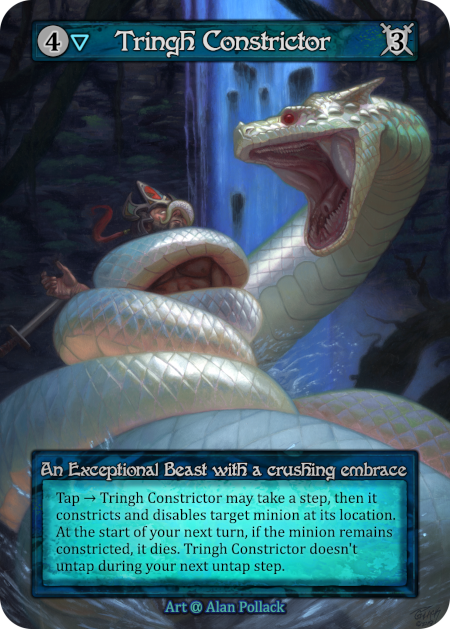 4 Tringh Constrictor 3
An Exceptional Beast with a crushing embrace
Tap → Tringh Constrictor may take a step, then it
constricts and disables target minion at its location.
At the start of your next turn, if the minion remains
constricted, it dies. Tringh Constrictor doesn't
untap during your next untap step.
Art @ Alan Pollack